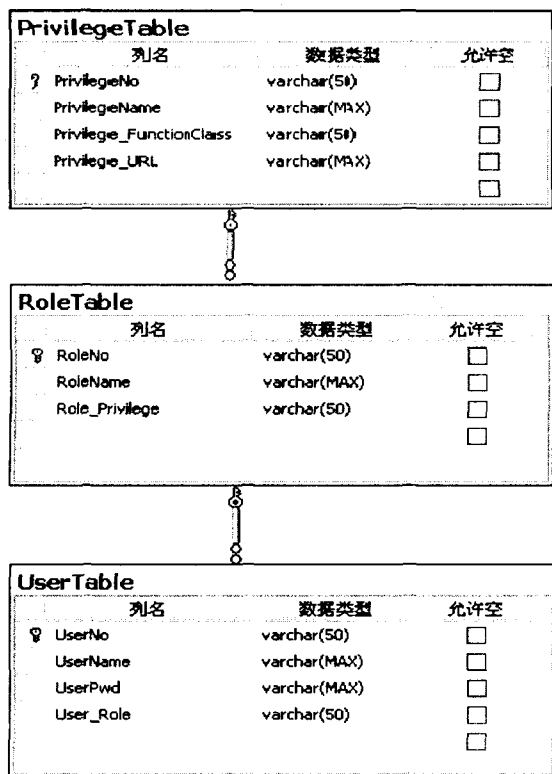 PrivilegeTable
列名 数据类型 允许空
PrivilegeNo varchar(50)
PrivilegeName varchar(MAX)
Privilege_FunctionClass varchar(50)
Privilege_URL varchar(MAX)
RoleTable
列名 数据类型 允许空
RoleNo varchar(50)
RoleName varchar(MAX)
Role_Privilege varchar(50)
UserTable
列名 数据类型 允许空
UserNo varchar(50)
UserName varchar(MAX)
UserPwd varchar(MAX)
User_Role varchar(50)